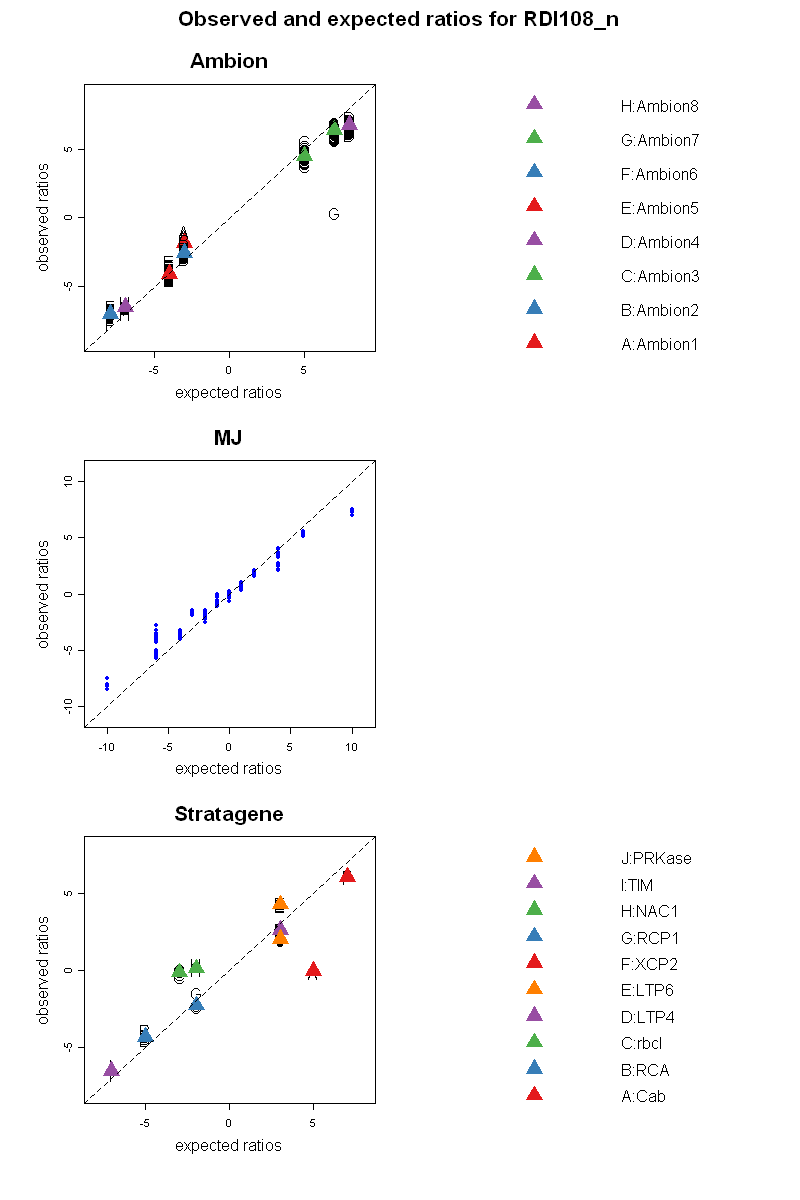 Observed and expected ratios for RDI108_n
Ambion
5
0
-5
observed ratios
-5 0 5
expected ratios
G
H:Ambion8
G:Ambion7
F:Ambion6
E:Ambion5
D:Ambion4
C:Ambion3
B:Ambion2
A:Ambion1
MJ
10
5
0
-5
-10
observed ratios
-10 -5 0 5 10
expected ratios
Stratagene
5
0
-5
observed ratios
-5 0 5
expected ratios
J:PRKase
I:TIM
H:NAC1
G:RCP1
F:XCP2
E:LTP6
D:LTP4
C:rbcl
B:RCA
A:Cab